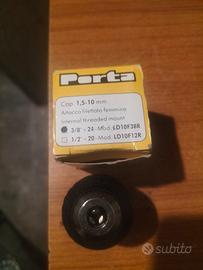 Porta
Cap. 1,5-10 mm
Attacco filettato femmina
Internal threaded mount
3/8" - 24 - Mod. LD10F38R
1/2" - 20 - Mod. LD10F12R
subito